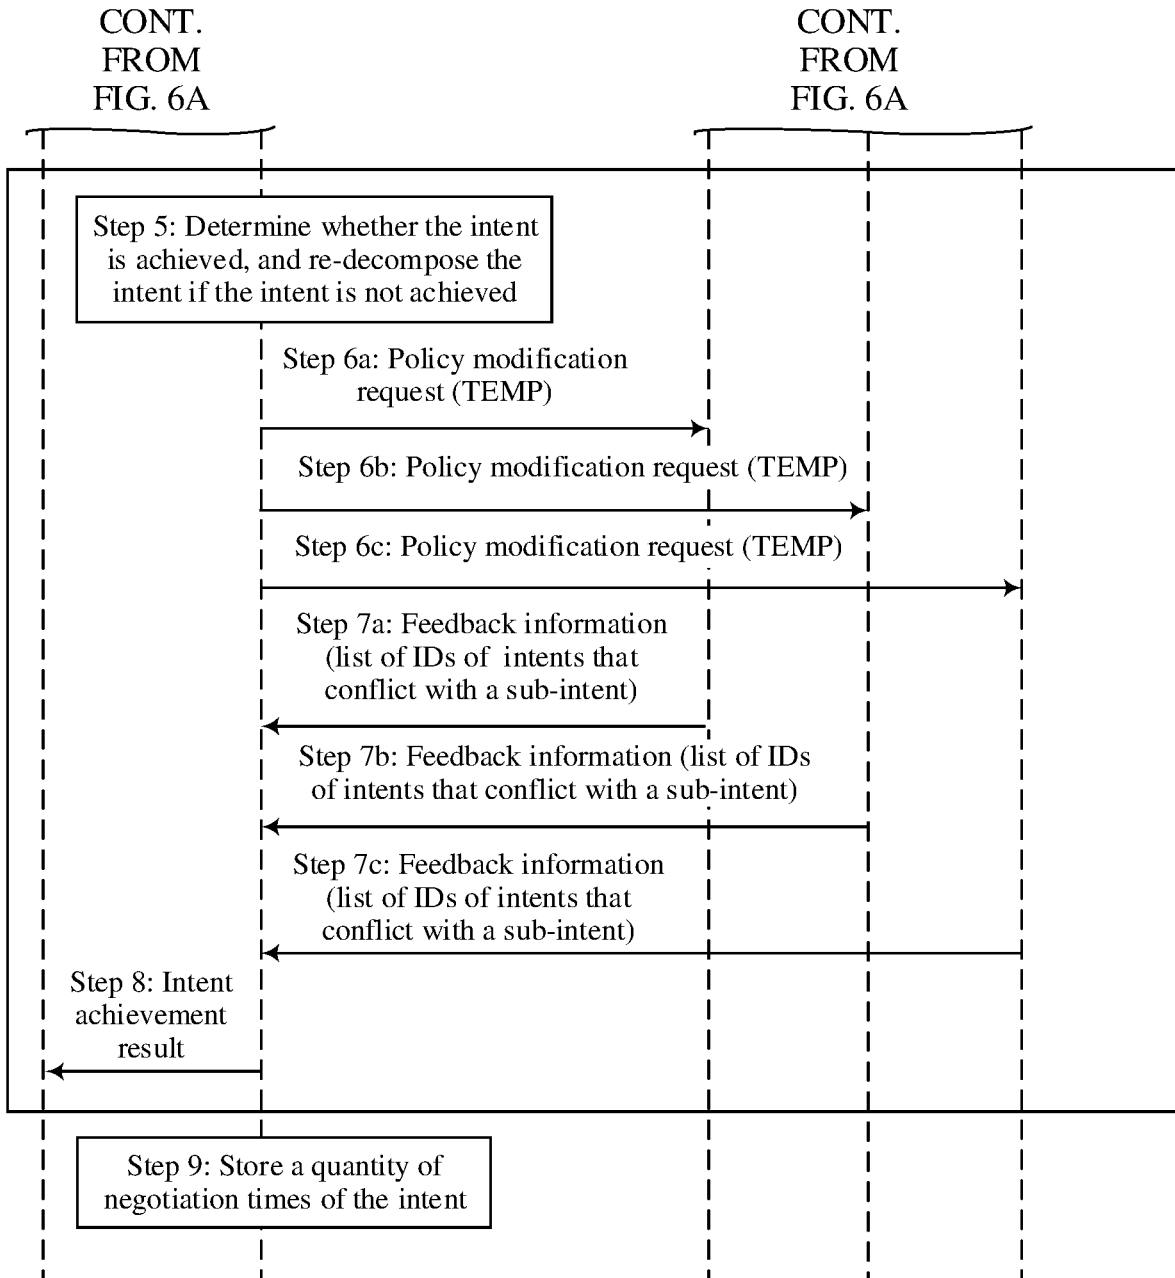 CONT.
FROM
FIG. 6A
CONT.
FROM
FIG. 6A
Step 5: Determine whether the intent
is achieved, and re-decompose the
intent if the intent is not achieved
Step 6a: Policy modification
request (TEMP)
Step 6b: Policy modification request (TEMP)
Step 6c: Policy modification request (TEMP)
Step 7a: Feedback information
(list of IDs of intents that
conflict with a sub-intent)
Step 7b: Feedback information (list of IDs
of intents that conflict with a sub-intent)
Step 7c: Feedback information
(list of IDs of intents that
conflict with a sub-intent)
Step 8: Intent
achievement
result
Step 9: Store a quantity of
negotiation times of the intent